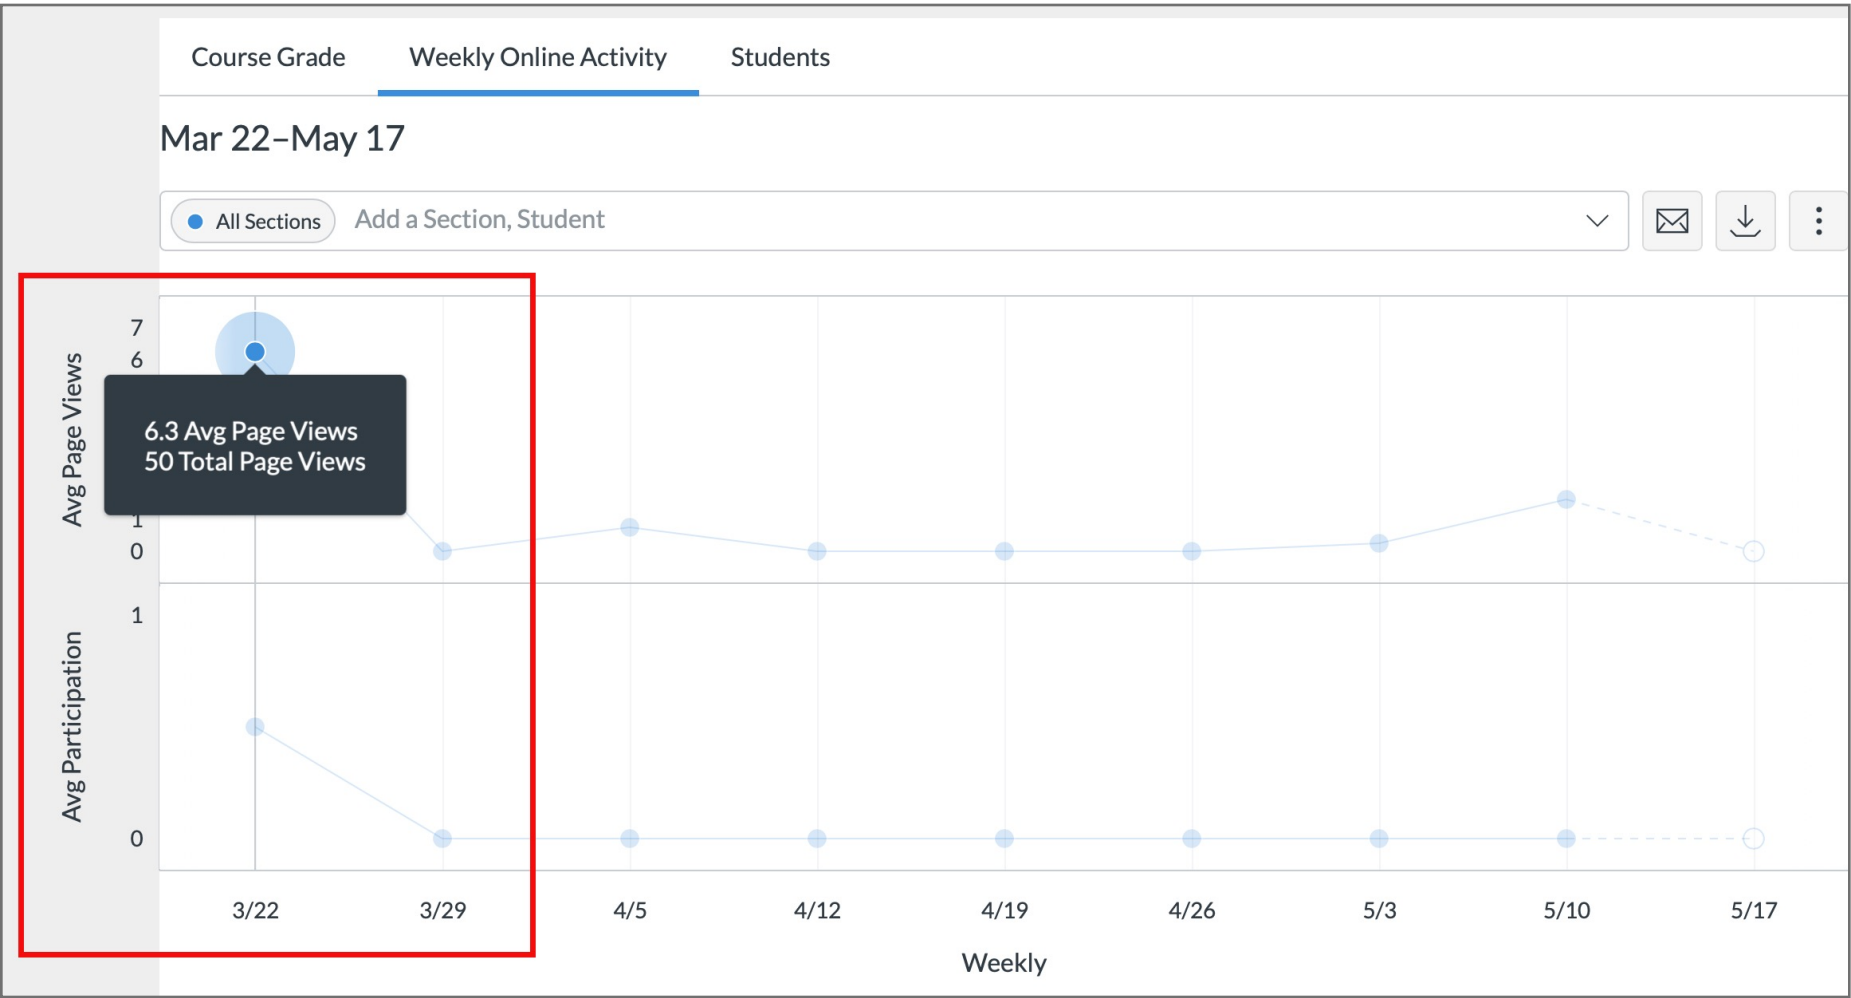 Course Grade Weekly Online Activity Students
Mar 22–May 17
All Sections Add a Section, Student
Avg Page Views
7
6
6.3 Avg Page Views
50 Total Page Views
1
0
Avg Participation
1
0
3/22 3/29 4/5 4/12 4/19 4/26 5/3 5/10 5/17
Weekly